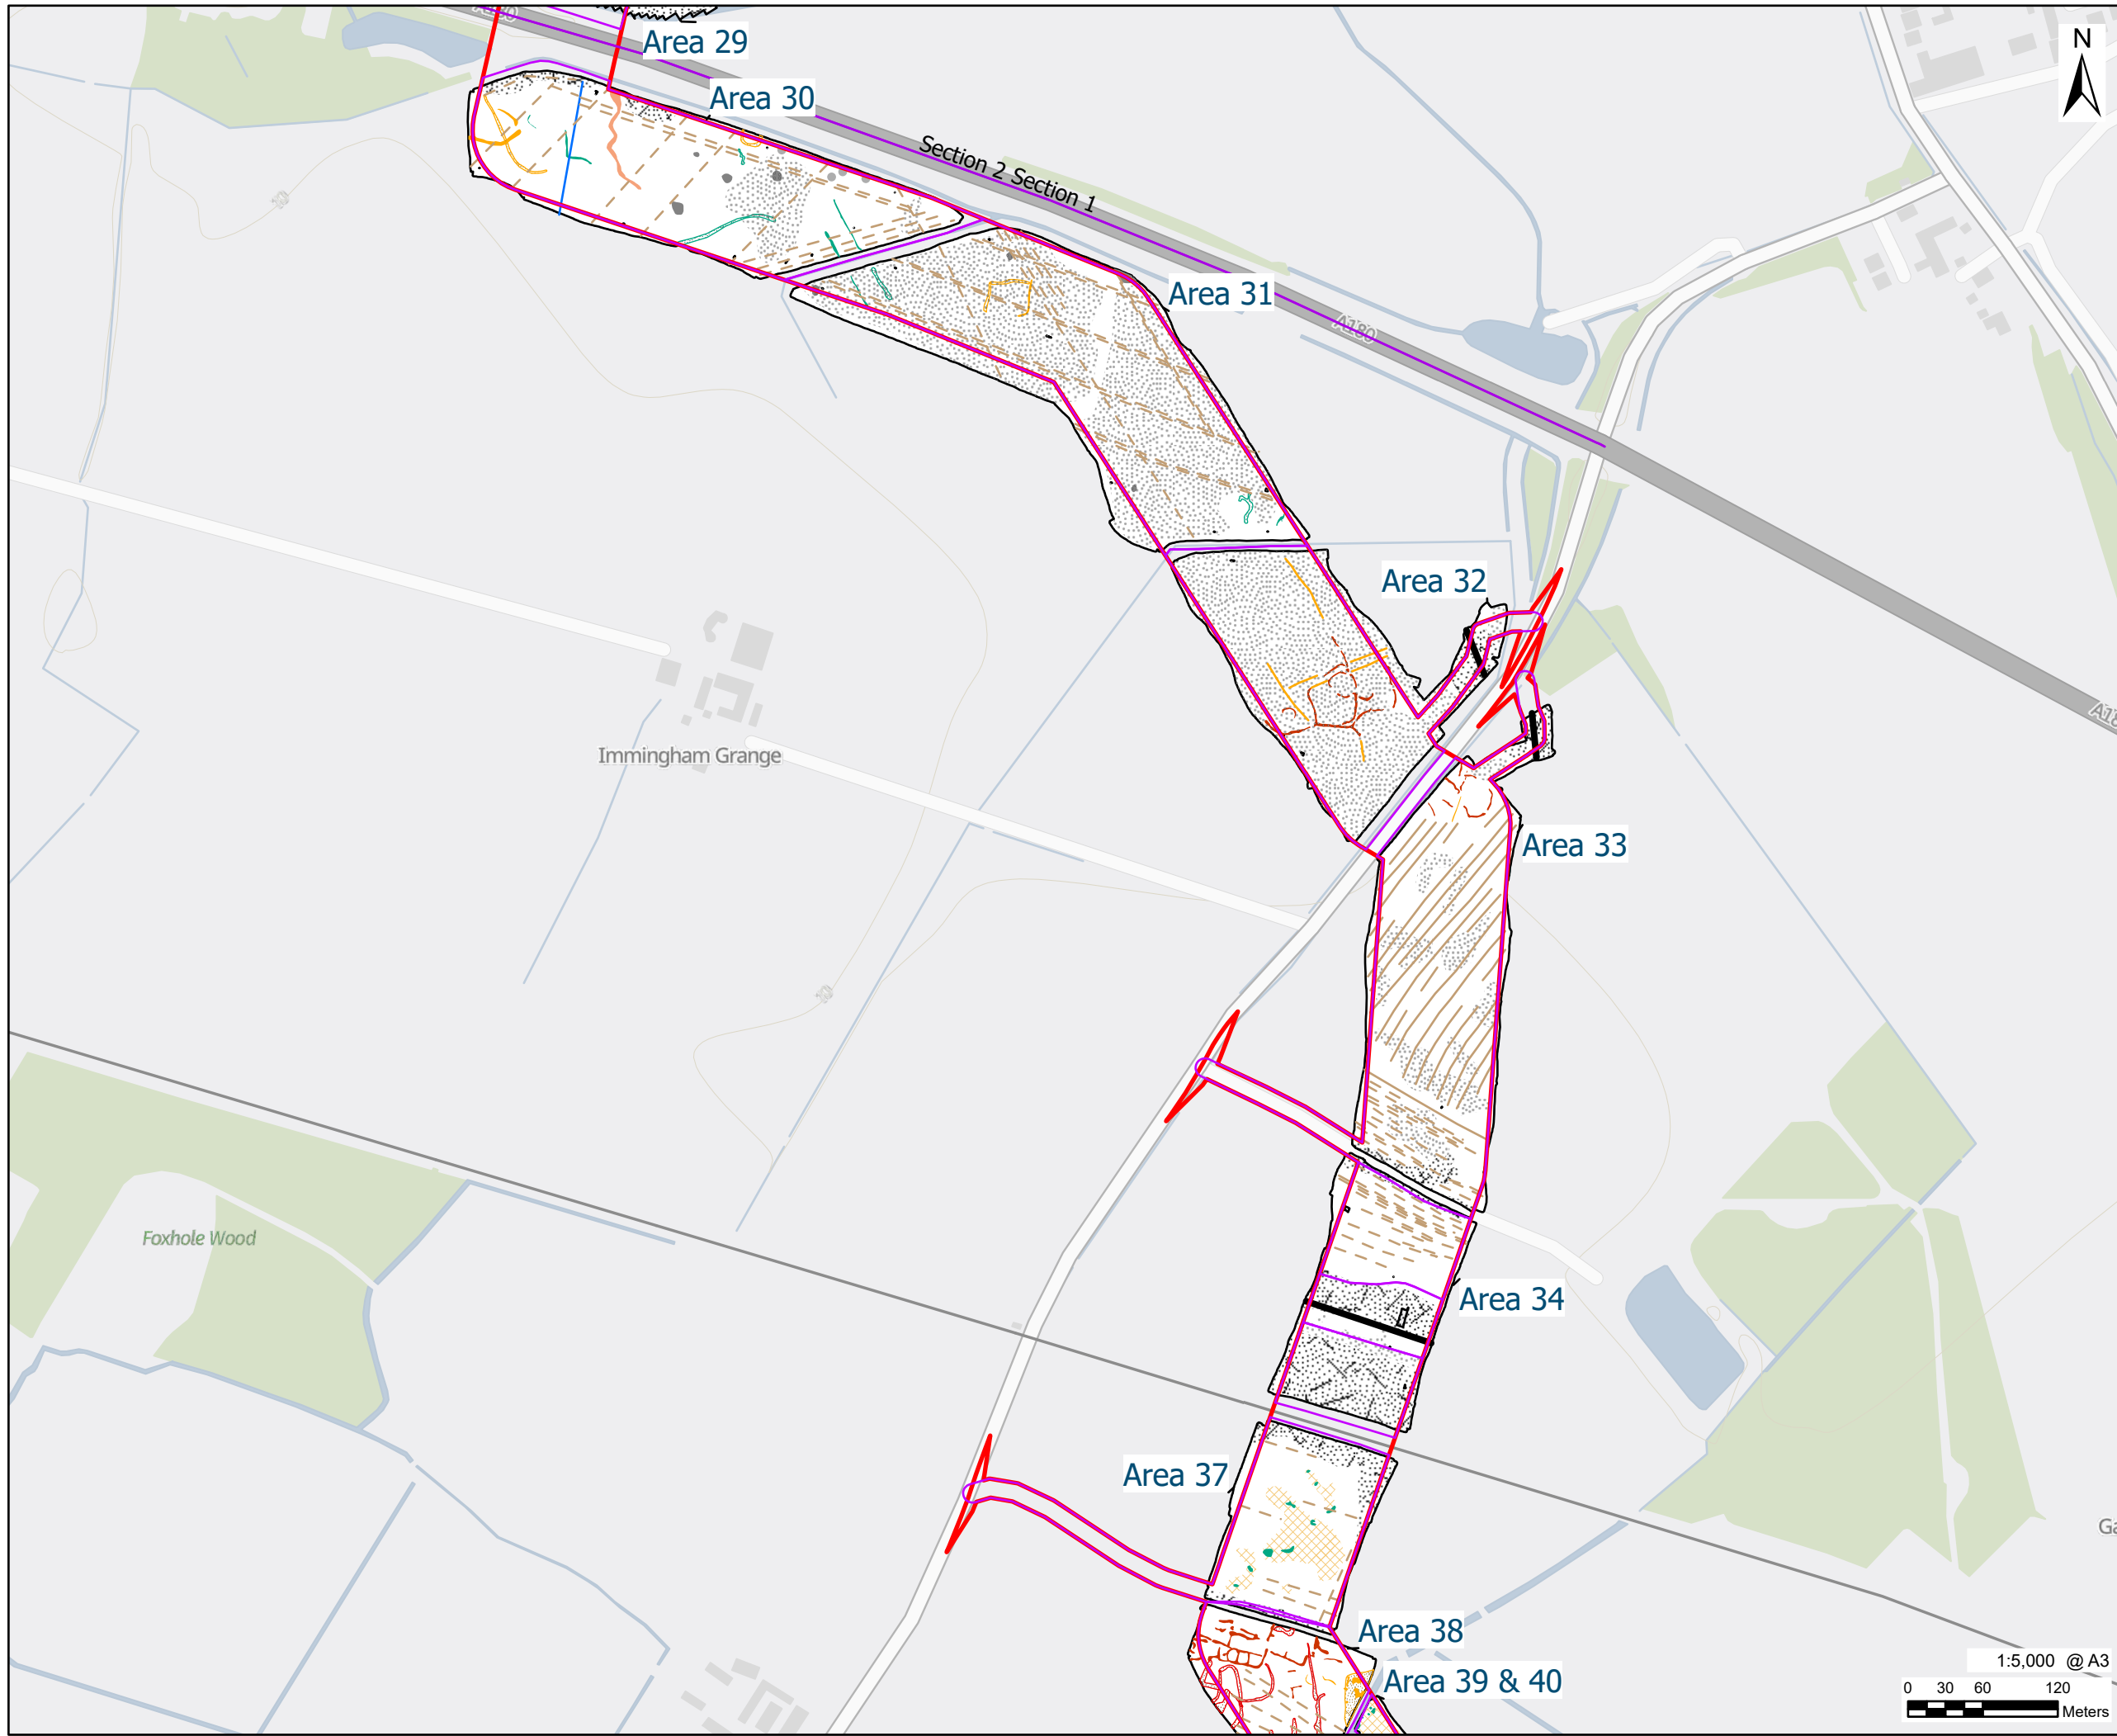 A180
Area 29
N
Area 30
Section 2 Section 1
Area 31
A180
Area 32
Immingham Grange
Area 33
Foxhole Wood
Area 34
Area 37
Area 38
Area 39 & 40
1:5,000 @ A3
0 30 60 120
Meters